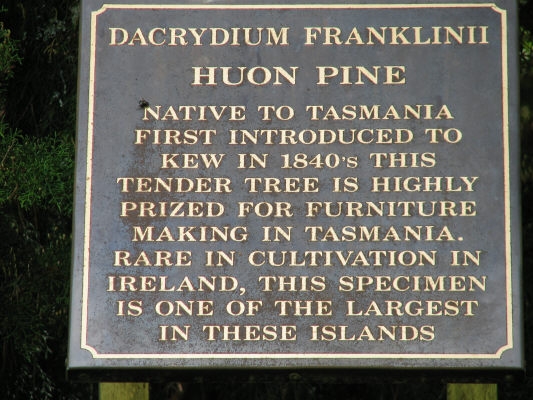 DACRYDIUM FRANKLINII
HUON PINE
NATIVE TO TASMANIA
FIRST INTRODUCED TO
KEW IN 1840's THIS
TENDER TREE IS HIGHLY
PRIZED FOR FURNITURE
MAKING IN TASMANIA.
RARE IN CULTIVATION IN
IRELAND, THIS SPECIMEN
IS ONE OF THE LARGEST
IN THESE ISLANDS